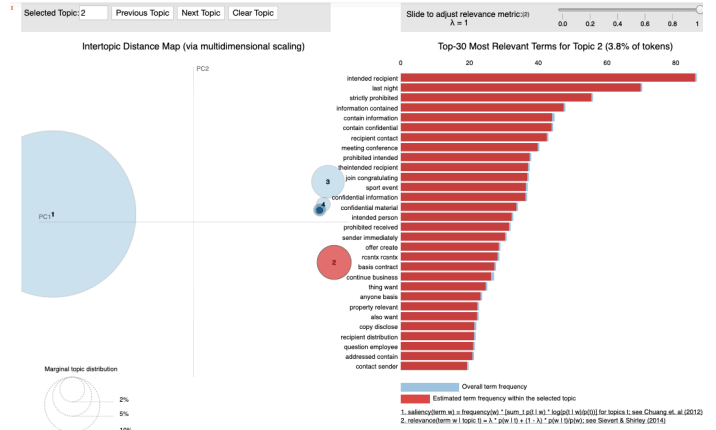 Selected Topic: 2 Previous Topic Next Topic Clear Topic
Slide to adjust relevance metric:(2)
λ = 1
0.0 0.2 0.4 0.6 0.8 1
Intertopic Distance Map (via multidimensional scaling)
PC2
PC1
1
3
4
2
Marginal topic distribution
2%
5%
10%
Top-30 Most Relevant Terms for Topic 2 (3.8% of tokens)
0 20 40 60 80
intended recipient
last night
strictly prohibited
information contained
contain information
contain confidential
recipient contact
meeting conference
prohibited intended
theintended recipient
join congratulating
sport event
confidential information
confidential material
intended person
prohibited received
sender immediately
offer create
rcsntx rcsntx
basis contract
continue business
thing want
anyone basis
property relevant
also want
copy disclose
recipient distribution
question employee
addressed contain
contact sender
Overall term frequency
Estimated term frequency within the selected topic
1. saliency(term w) = frequency(w) * [sum_t p(t | w) * log(p(t | w)/p(t))] for topics t; see Chuang et. al (2012)
2. relevance(term w | topic t) = λ * p(w | t) + (1 - λ) * p(w | t)/p(w); see Sievert & Shirley (2014)